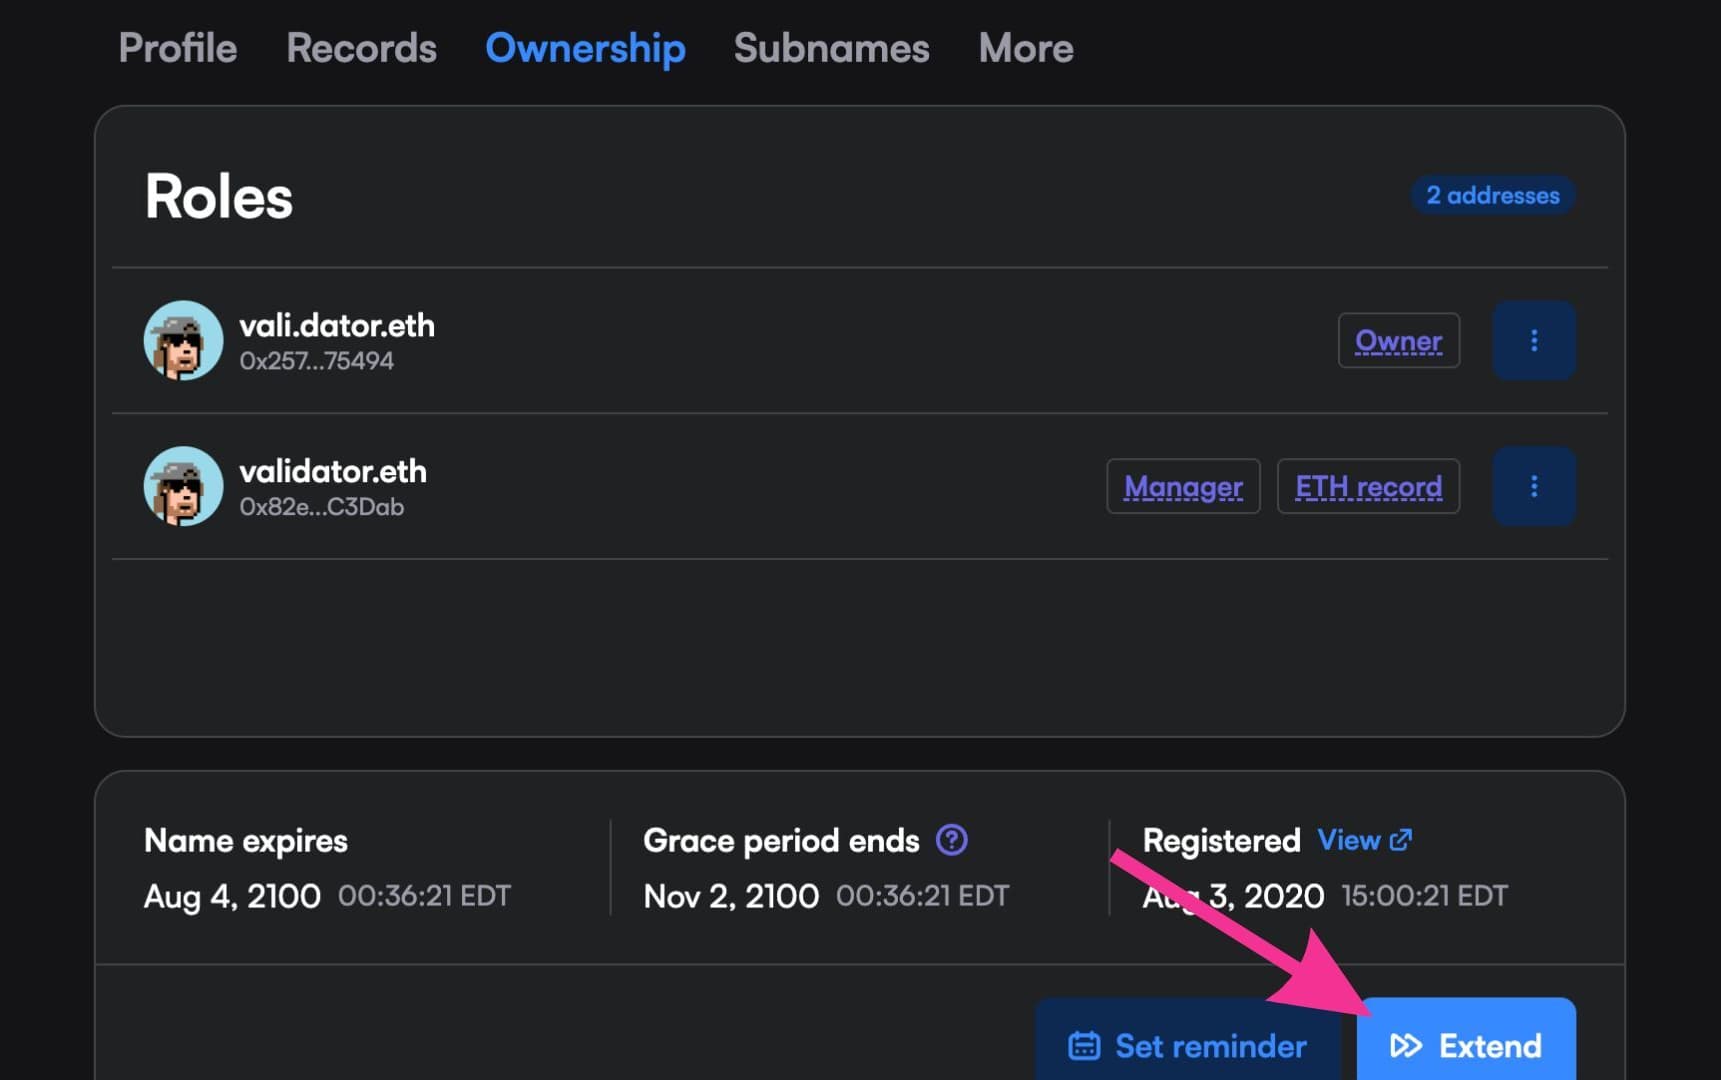 Profile Records Ownership Subnames More
Roles
2 addresses
vali.dator.eth
0x257...75494
Owner
validator.eth
0x82e...C3Dab
Manager ETH record
Name expires
Aug 4, 2100 00:36:21 EDT
Grace period ends ?
Nov 2, 2100 00:36:21 EDT
Registered View
Aug 3, 2020 15:00:21 EDT
Set reminder
Extend